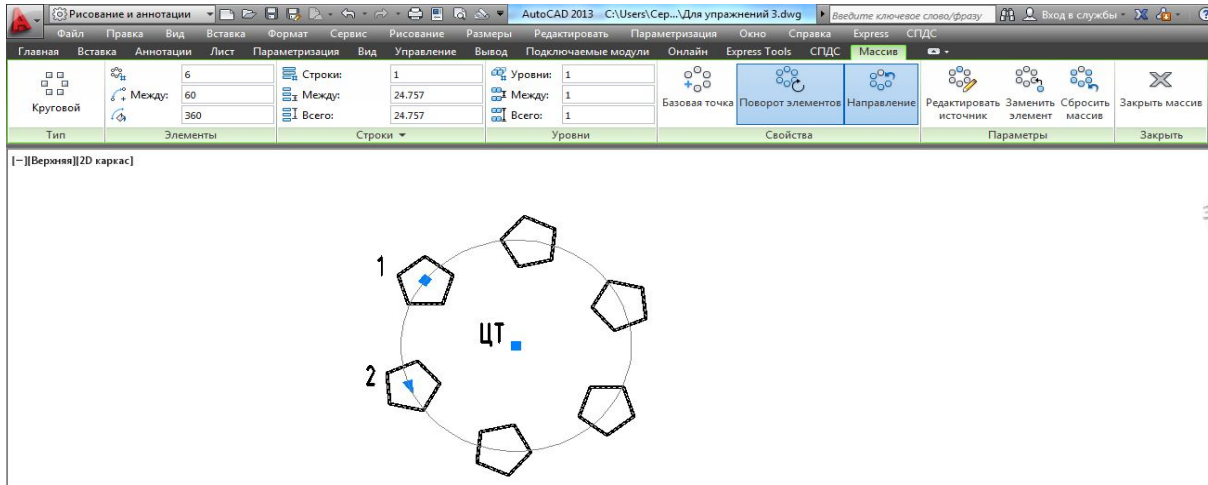 Рисование и аннотации AutoCAD 2013 C:\Users\Сер...\Для упражнений 3.dwg Введите ключевое слово/фразу Вход в службы
Файл Правка Вид Вставка Формат Сервис Рисование Размеры Редактировать Параметризация Окно Справка Express СПДС
Главная Вставка Аннотации Лист Параметризация Вид Управление Вывод Подключаемые модули Онлайн Express Tools СПДС Массив
6 Строки: 1 Уровни: 1
Между: 60 Между: 24.757 Между: 1
360 Всего: 24.757 Всего: 1
Круговой Базовая точка Поворот элементов Направление Редактировать источник Заменить элемент Сбросить массив Закрыть массив
Тип Элементы Строки Уровни Свойства Параметры Закрыть
[−][Верхняя][2D каркас]
1
ЦТ
2